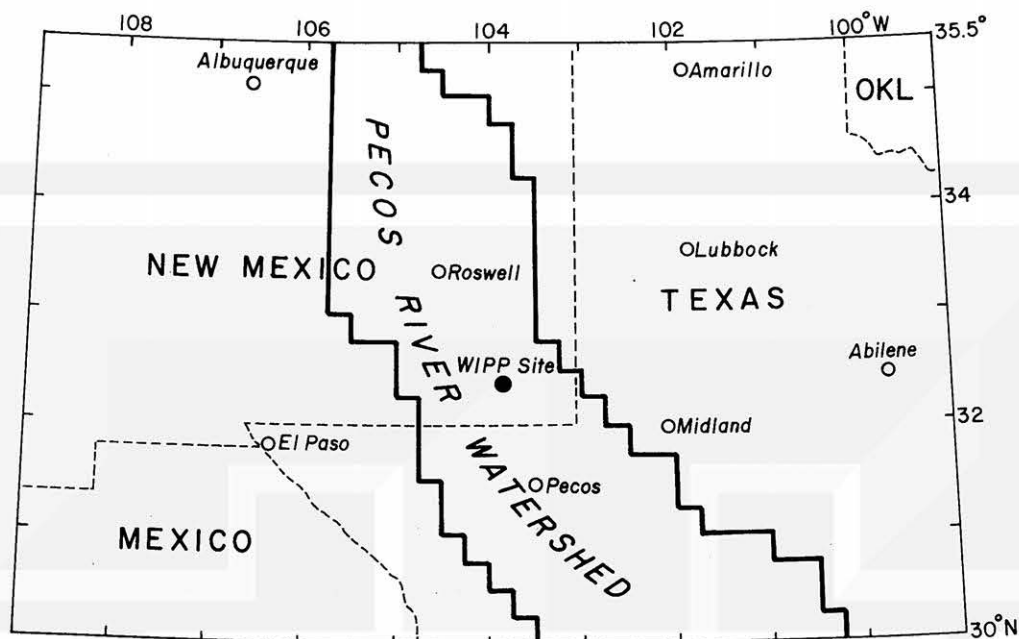 108 106 104 102 100°W
35.5°
Albuquerque
Amarillo
OKL
PECOS
34
NEW MEXICO
Roswell
Lubbock
TEXAS
RIVER
WIPP Site
Abilene
32
El Paso
Midland
WATERSHED
Pecos
MEXICO
30°N